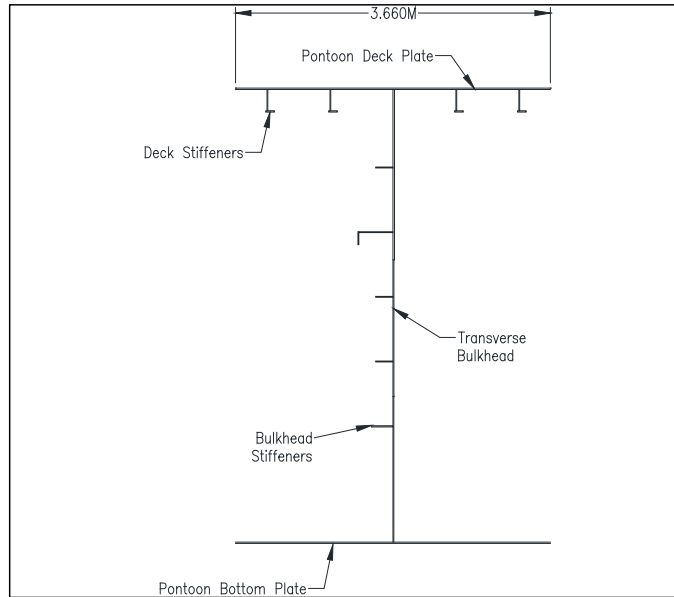 3.660M
Pontoon Deck Plate
Deck Stiffeners
Transverse
Bulkhead
Bulkhead
Stiffeners
Pontoon Bottom Plate